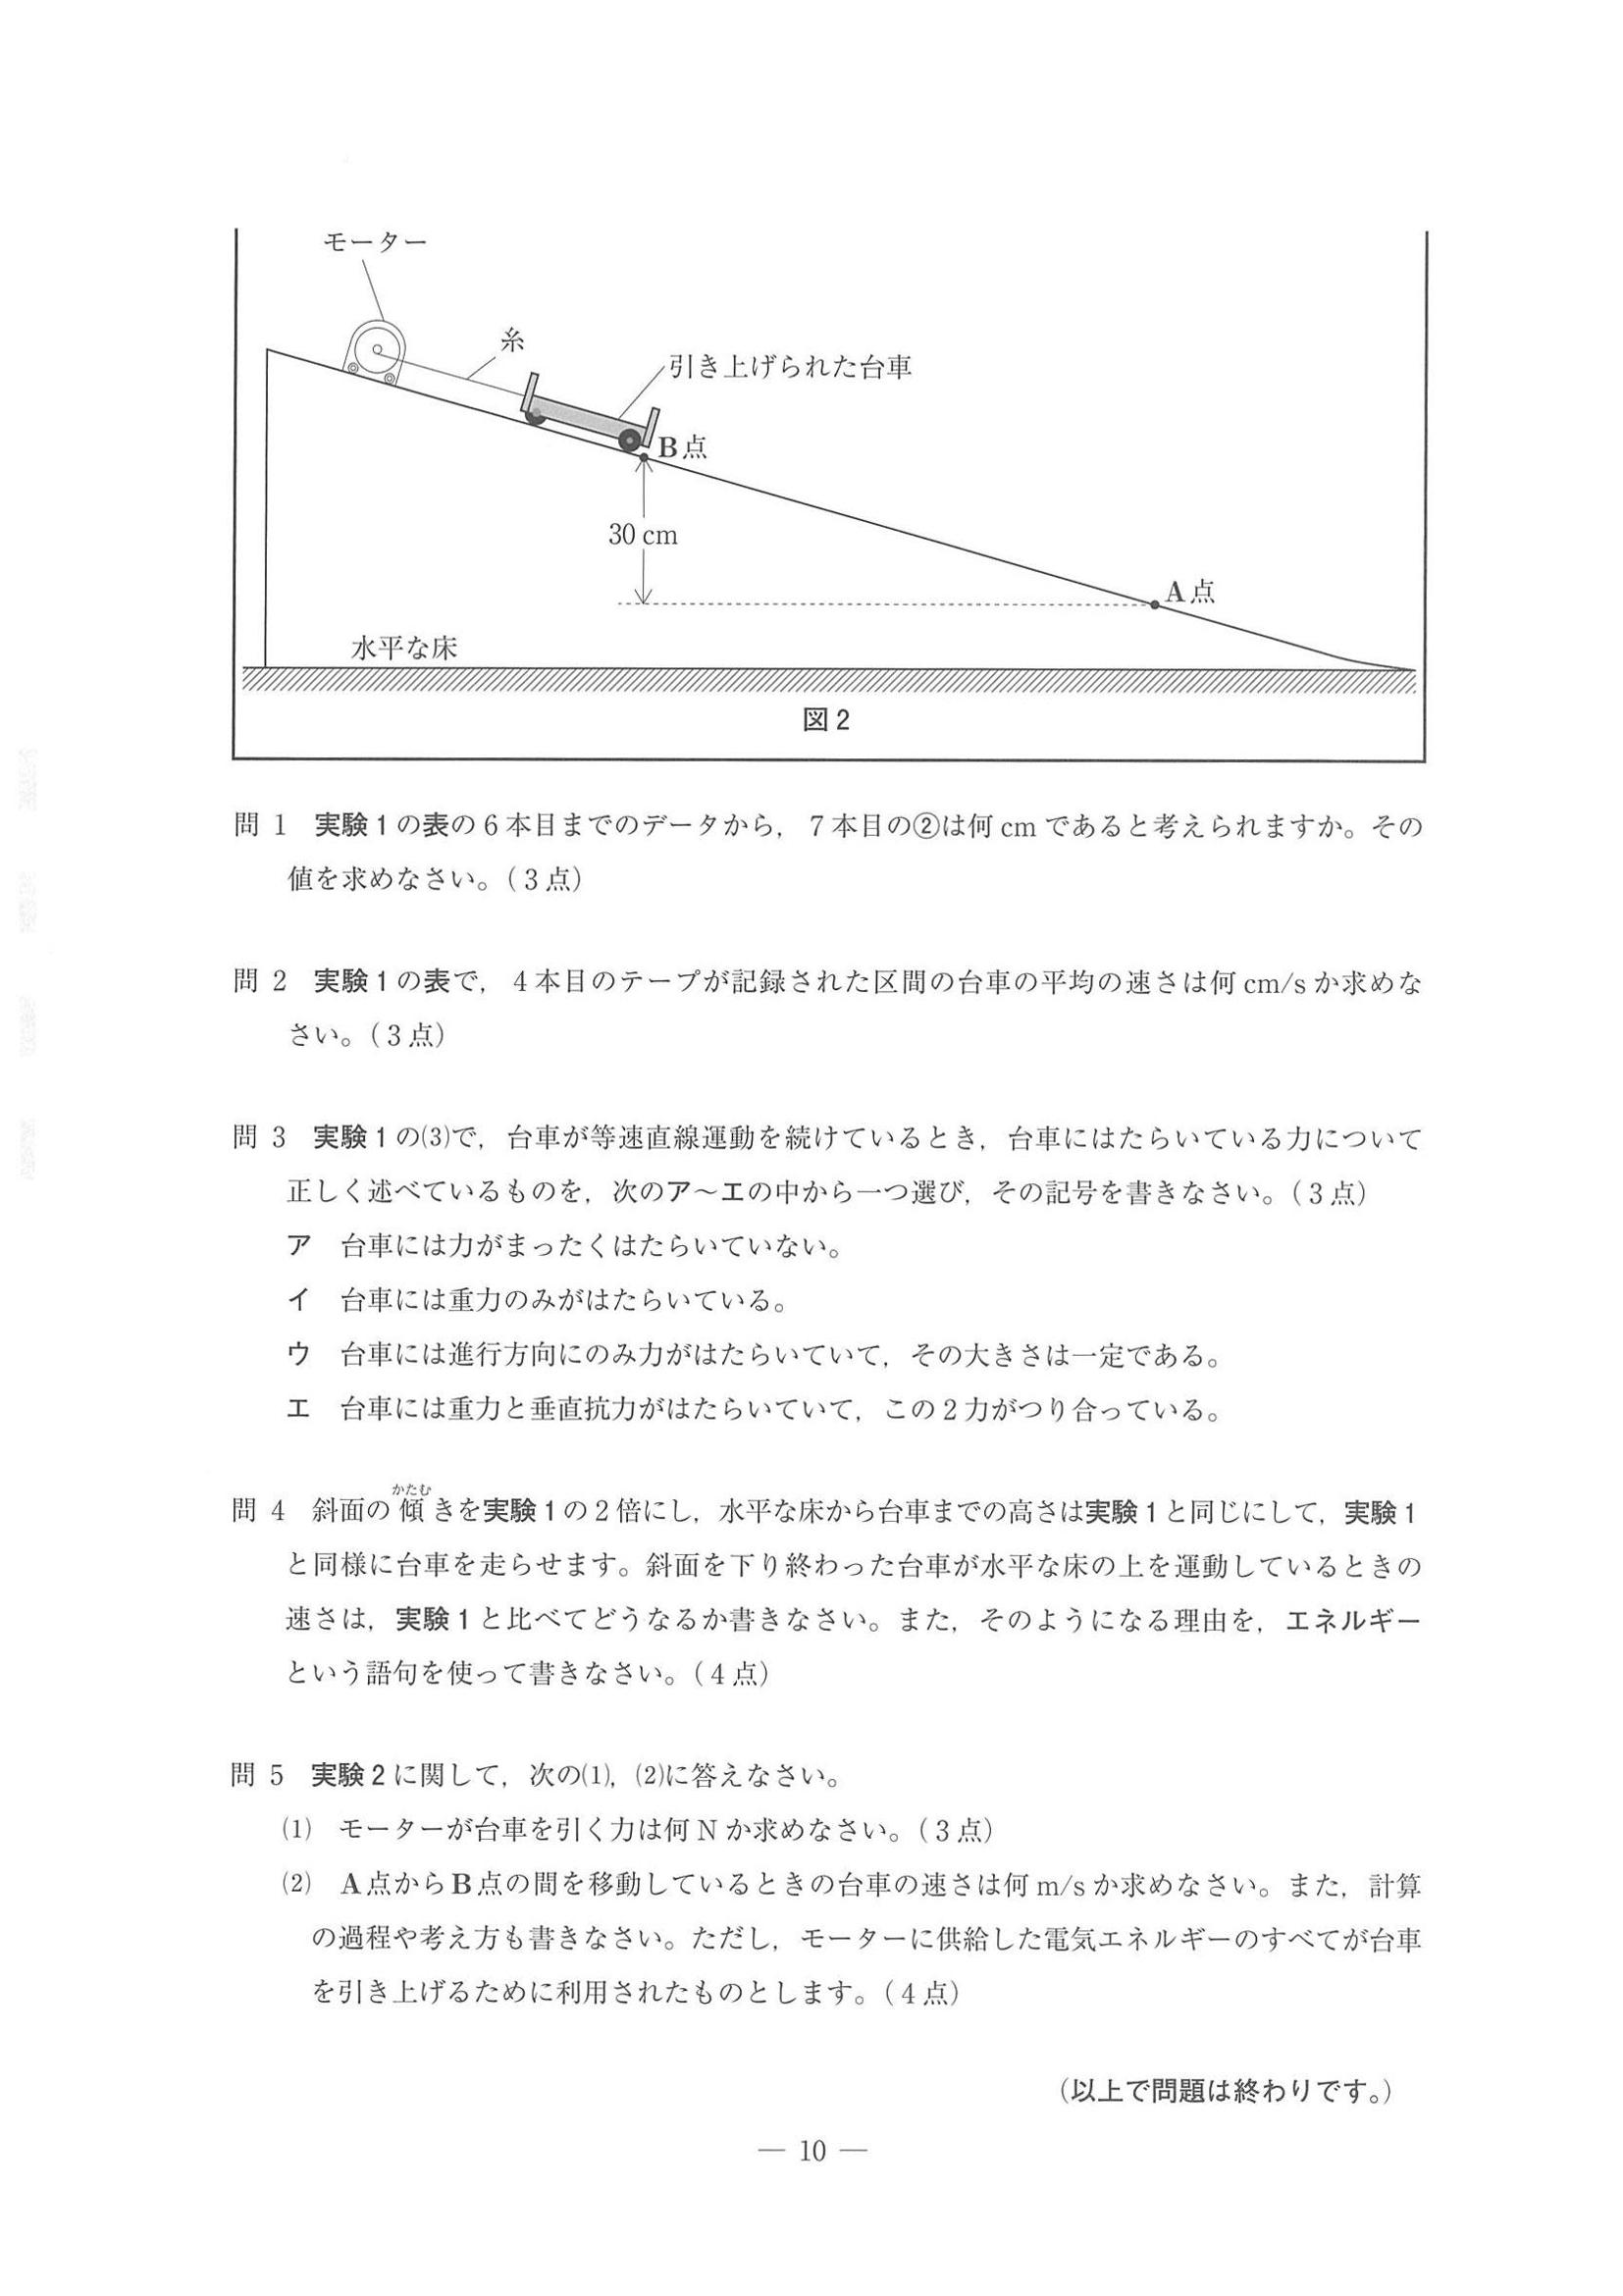 モーター
糸
引き上げられた台車
B点
30 cm
A点
水平な床
図2
問 1 実験1の表の6本目までのデータから，7本目の②は何 cm であると考えられますか。その
値を求めなさい。(3点)
問 2 実験1の表で，4本目のテープが記録された区間の台車の平均の速さは何 cm/s か求めな
さい。(3点)
問 3 実験1の(3)で，台車が等速直線運動を続けているとき，台車にはたらいている力について
正しく述べているものを，次のア～エの中から一つ選び，その記号を書きなさい。(3点)
ア 台車には力がまったくはたらいていない。
イ 台車には重力のみがはたらいている。
ウ 台車には進行方向にのみ力がはたらいていて，その大きさは一定である。
エ 台車には重力と垂直抗力がはたらいていて，この2力がつり合っている。
かたむ
問 4 斜面の傾きを実験1の2倍にし，水平な床から台車までの高さは実験1と同じにして，実験1
と同様に台車を走らせます。斜面を下り終わった台車が水平な床の上を運動しているときの
速さは，実験1と比べてどうなるか書きなさい。また，そのようになる理由を，エネルギー
という語句を使って書きなさい。(4点)
問 5 実験2に関して，次の(1)，(2)に答えなさい。
(1) モーターが台車を引く力は何 N か求めなさい。(3点)
(2) A点からB点の間を移動しているときの台車の速さは何 m/s か求めなさい。また，計算
の過程や考え方も書きなさい。ただし，モーターに供給した電気エネルギーのすべてが台車
を引き上げるために利用されたものとします。(4点)
(以上で問題は終わりです。)
— 10 —